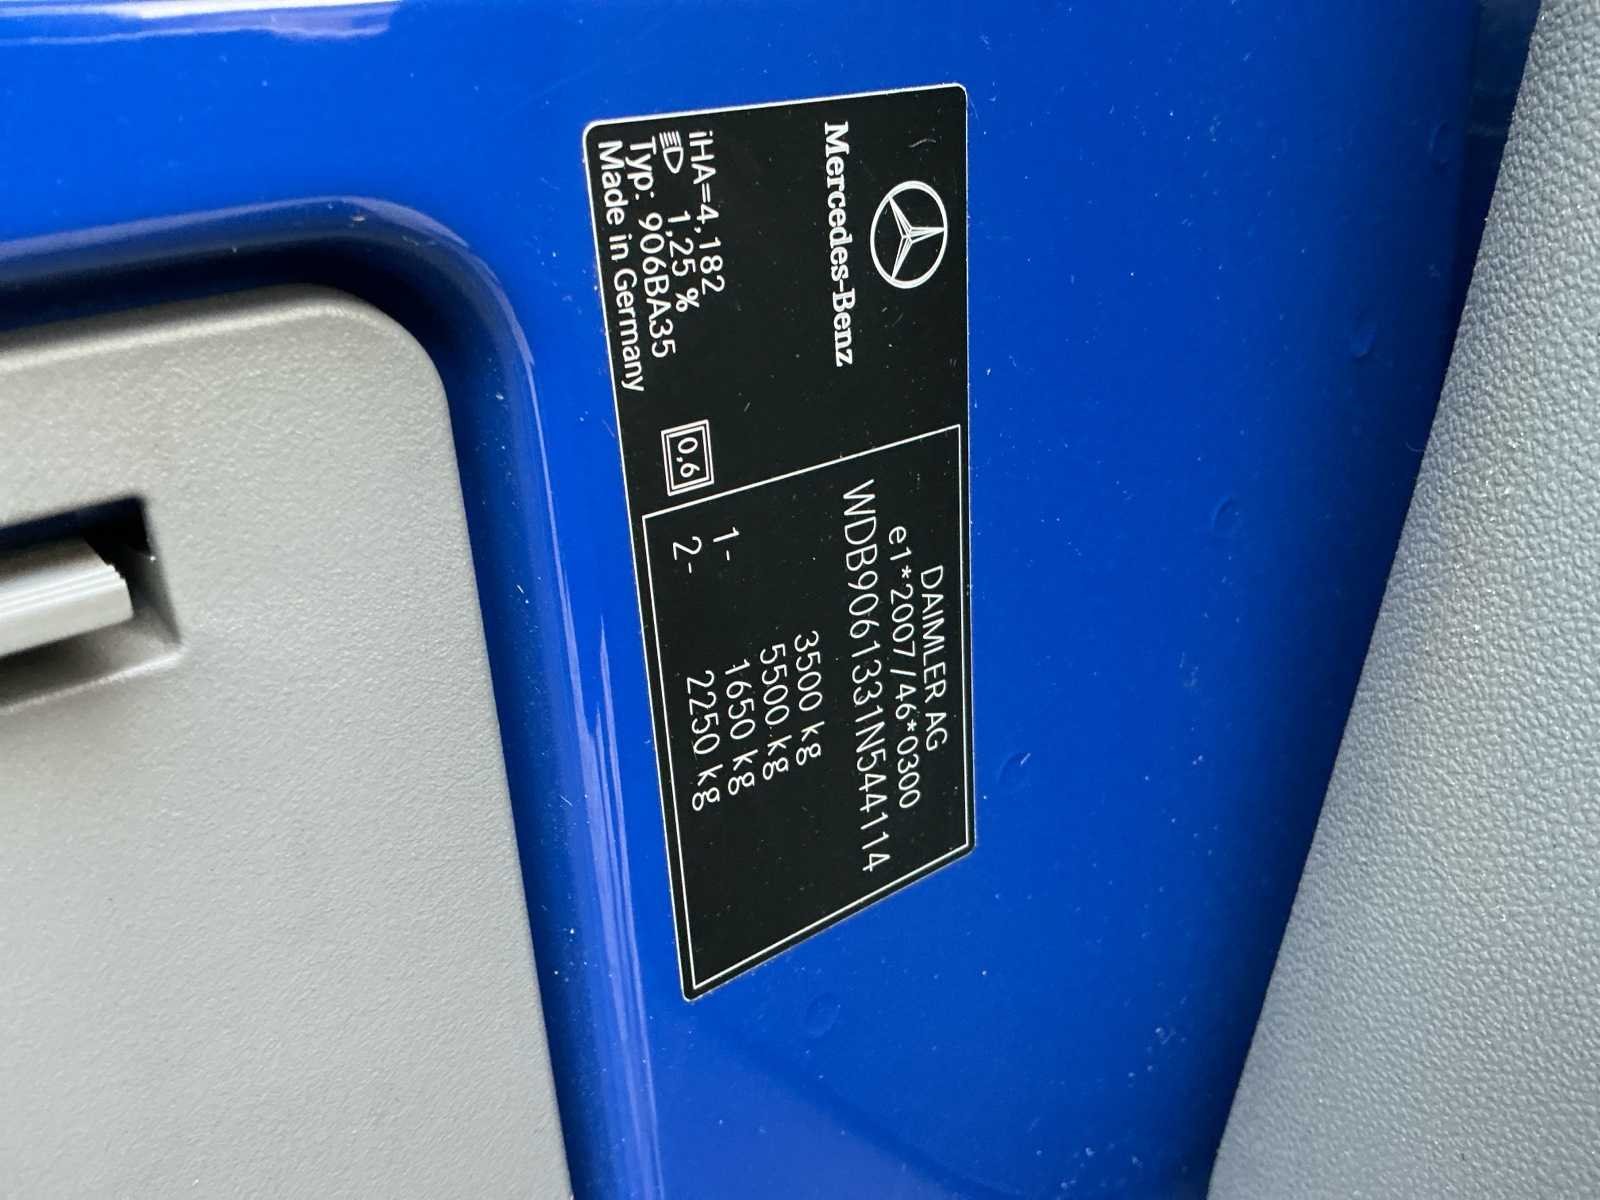 Mercedes-Benz
iHA=4,182
1,25 %
Typ: 906BA35
Made in Germany
0,6
DAIMLER AG
e1*2007/46*0300
WDB9061331N544114
3500 kg
5500 kg
1- 1650 kg
2- 2250 kg